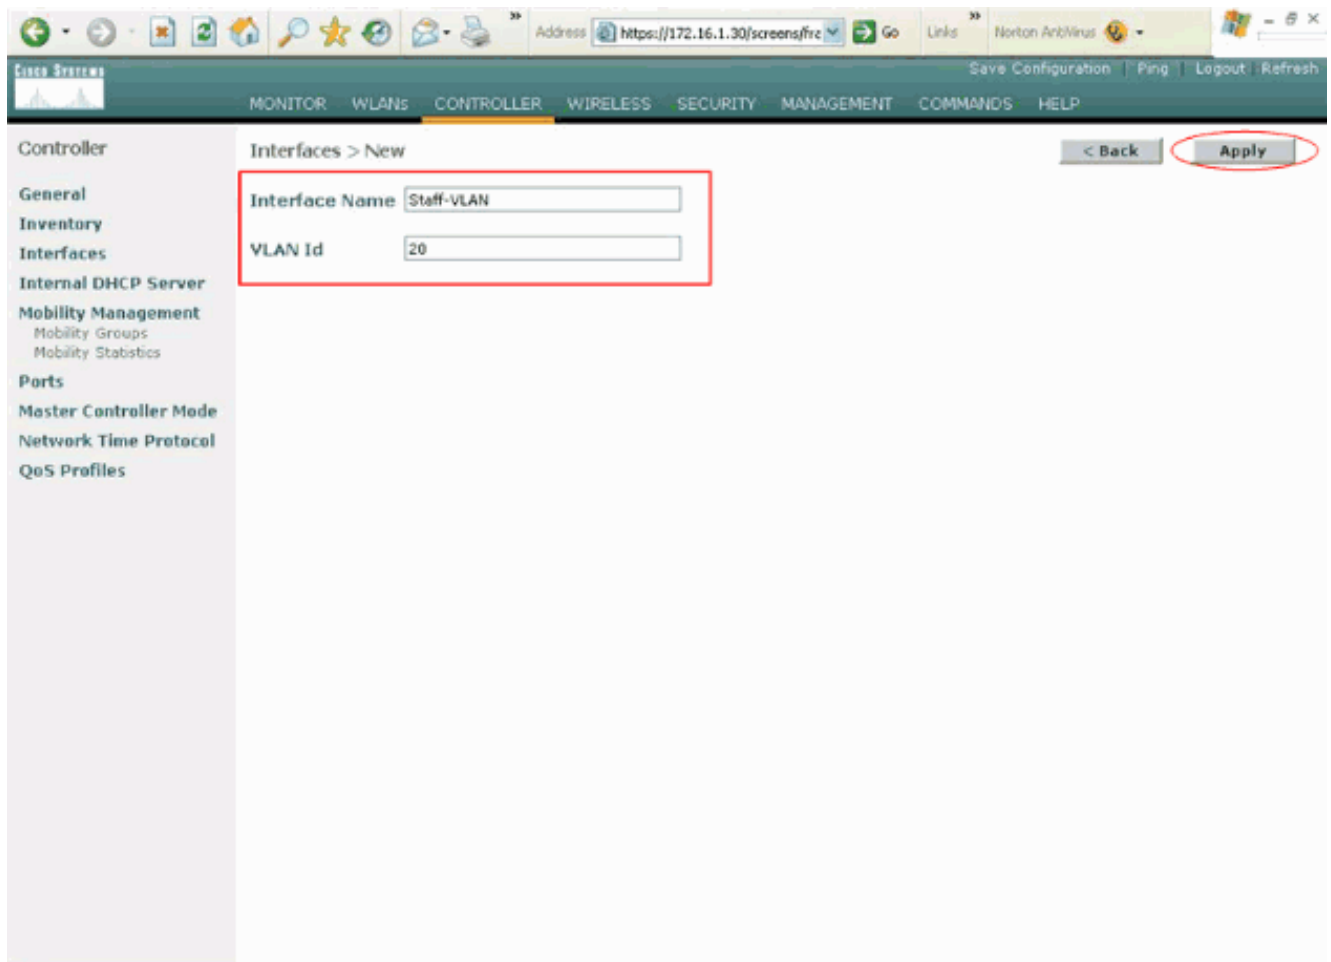 »
»
Address https://172.16.1.30/screens/fra Go Links Norton AntiVirus
CISCO SYSTEMS
Save Configuration | Ping | Logout | Refresh
MONITOR WLANs CONTROLLER WIRELESS SECURITY MANAGEMENT COMMANDS HELP
Controller
General
Inventory
Interfaces
Internal DHCP Server
Mobility Management
Mobility Groups
Mobility Statistics
Ports
Master Controller Mode
Network Time Protocol
QoS Profiles
Interfaces > New
< Back
Apply
Interface Name Staff-VLAN
VLAN Id 20